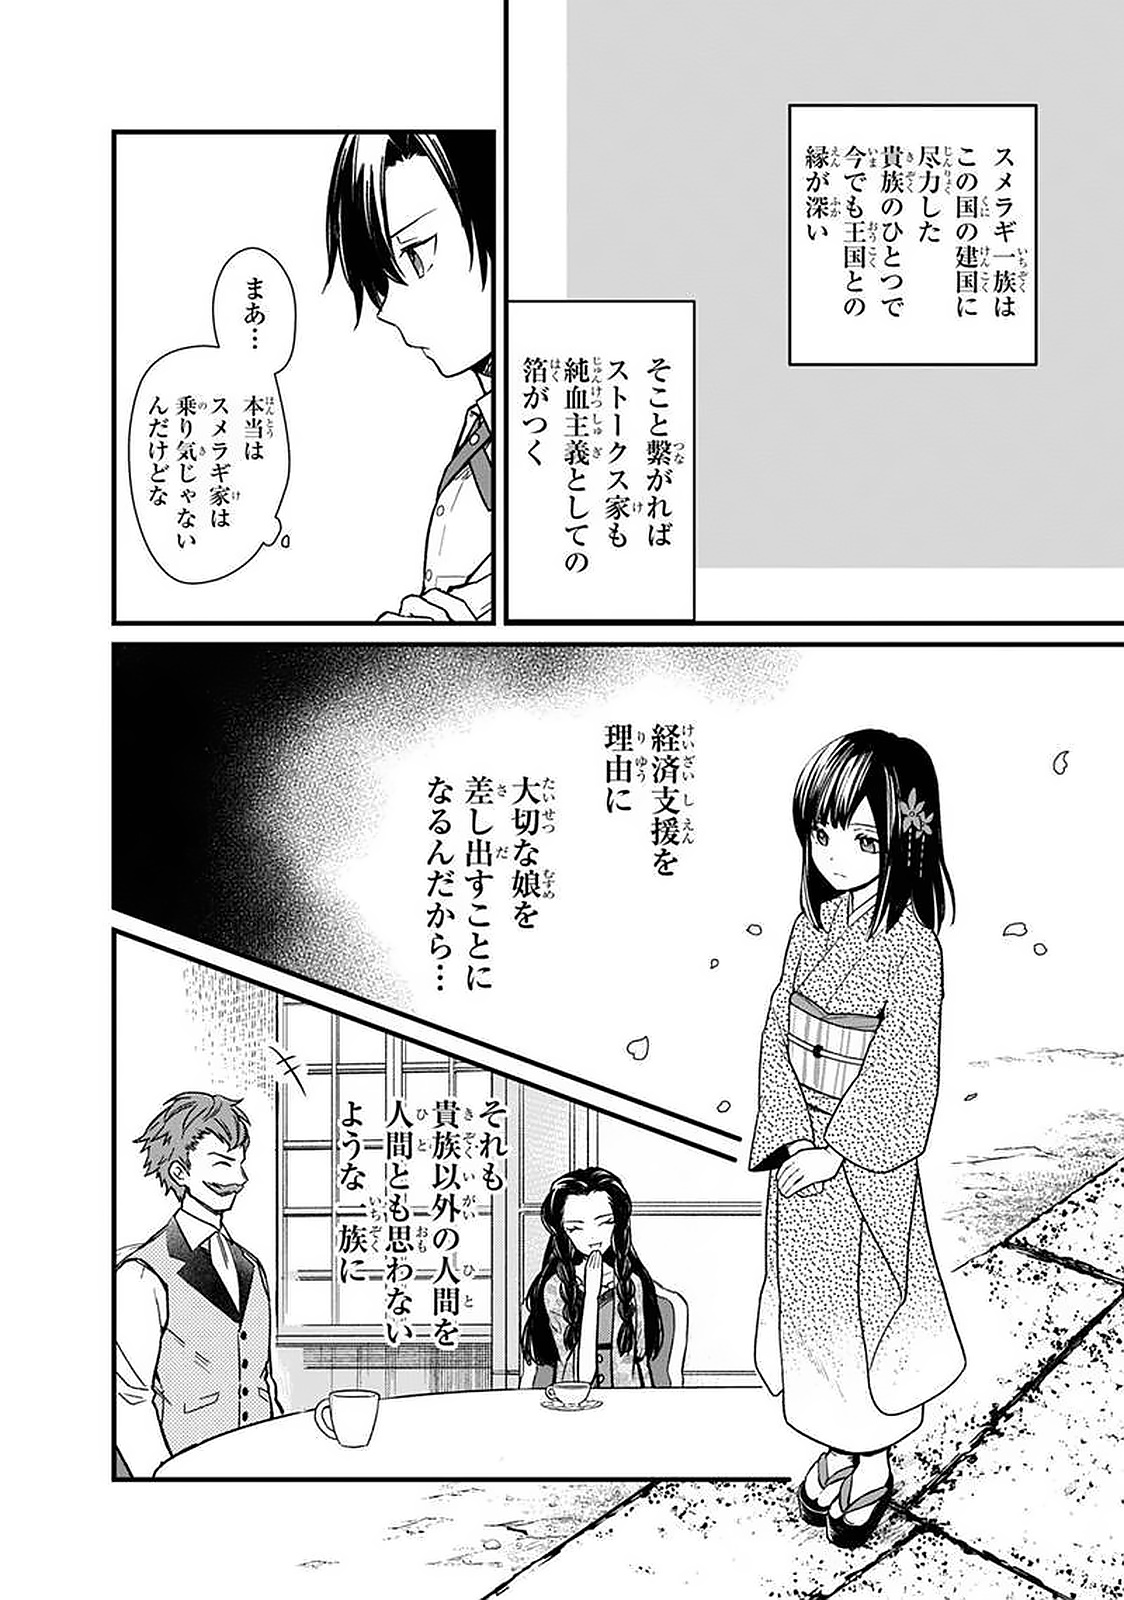 スメラギ一族は
この国の建国に
尽力した
貴族のひとつで
今でも王国との
縁が深い
そこと繋がれば
ストークス家も
純血主義としての
箔がつく
まあ…
本当は
スメラギ家は
乗り気じゃない
んだけどな
経済支援を
理由に
大切な娘を
差し出すことに
なるんだから…
それも
貴族以外の人間を
人間とも思わない
ような一族に